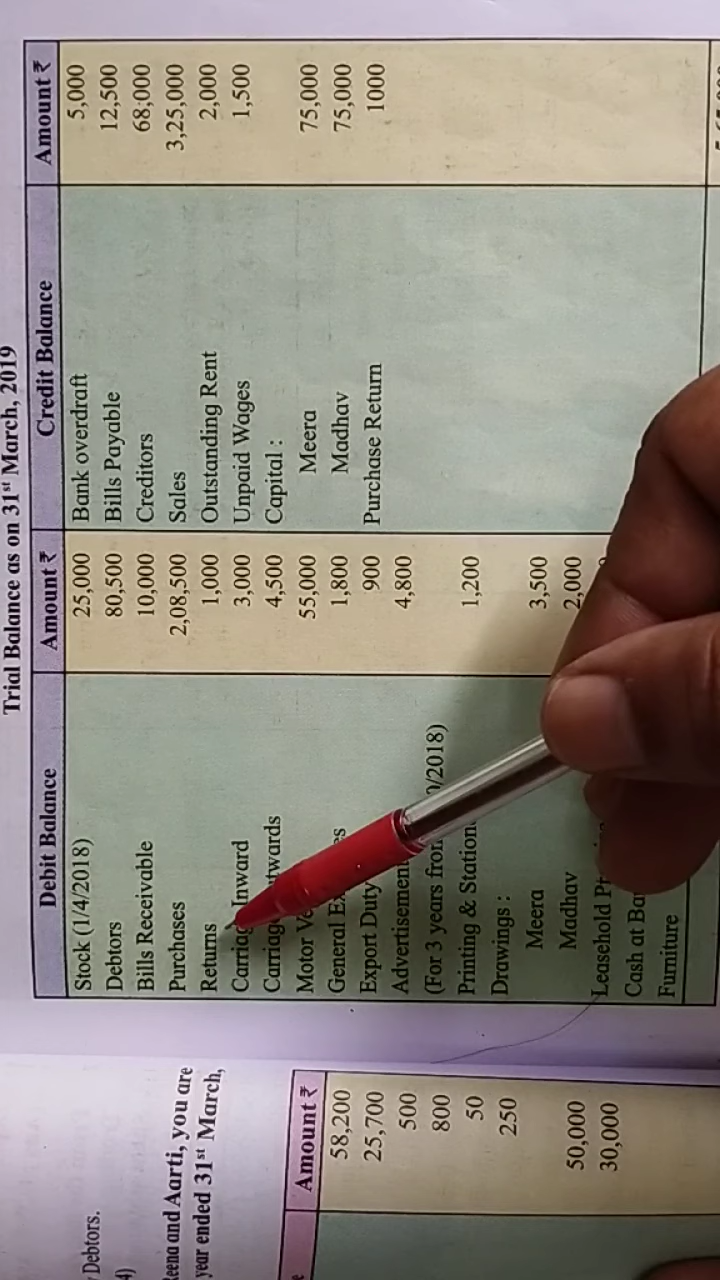 Trial Balance as on 31st March, 2019
Debit Balance Amount ₹ Credit Balance Amount ₹
Stock (1/4/2018) 25,000 Bank overdraft 5,000
Debtors 80,500 Bills Payable 12,500
Bills Receivable 10,000 Creditors 68,000
Purchases 2,08,500 Sales 3,25,000
Returns 1,000 Outstanding Rent 2,000
Inward 3,000 Unpaid Wages 1,500
4,500 Capital :
Motor 55,000 Meera 75,000
General 1,800 Madhav 75,000
Export Duty 900 Purchase Return 1000
4,800
(For 3 years /2018)
Printing & 1,200
Drawings :
Meera 3,500
Madhav 2,000
Leasehold
Cash at
Furniture
Debtors.
4)
Reena and Aarti, you are
year ended 31st March,
Amount ₹
58,200
25,700
500
800
50
250
50,000
30,000